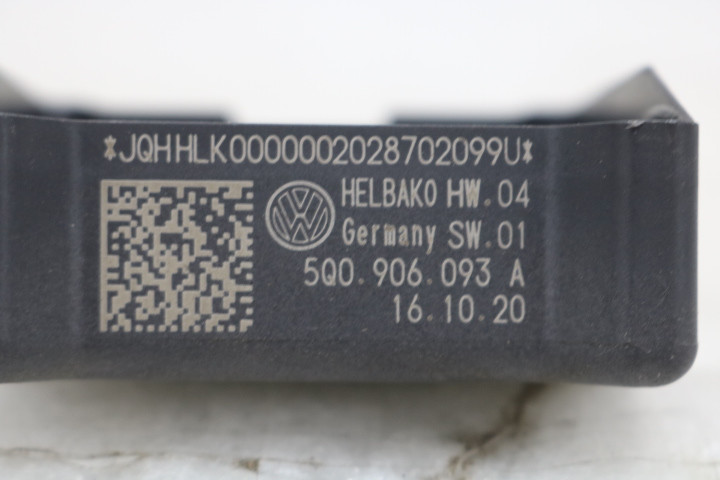 *JQHHLK0000002028702099U*
HELBAKO HW.04
Germany SW.01
5Q0.906.093 A
16.10.20